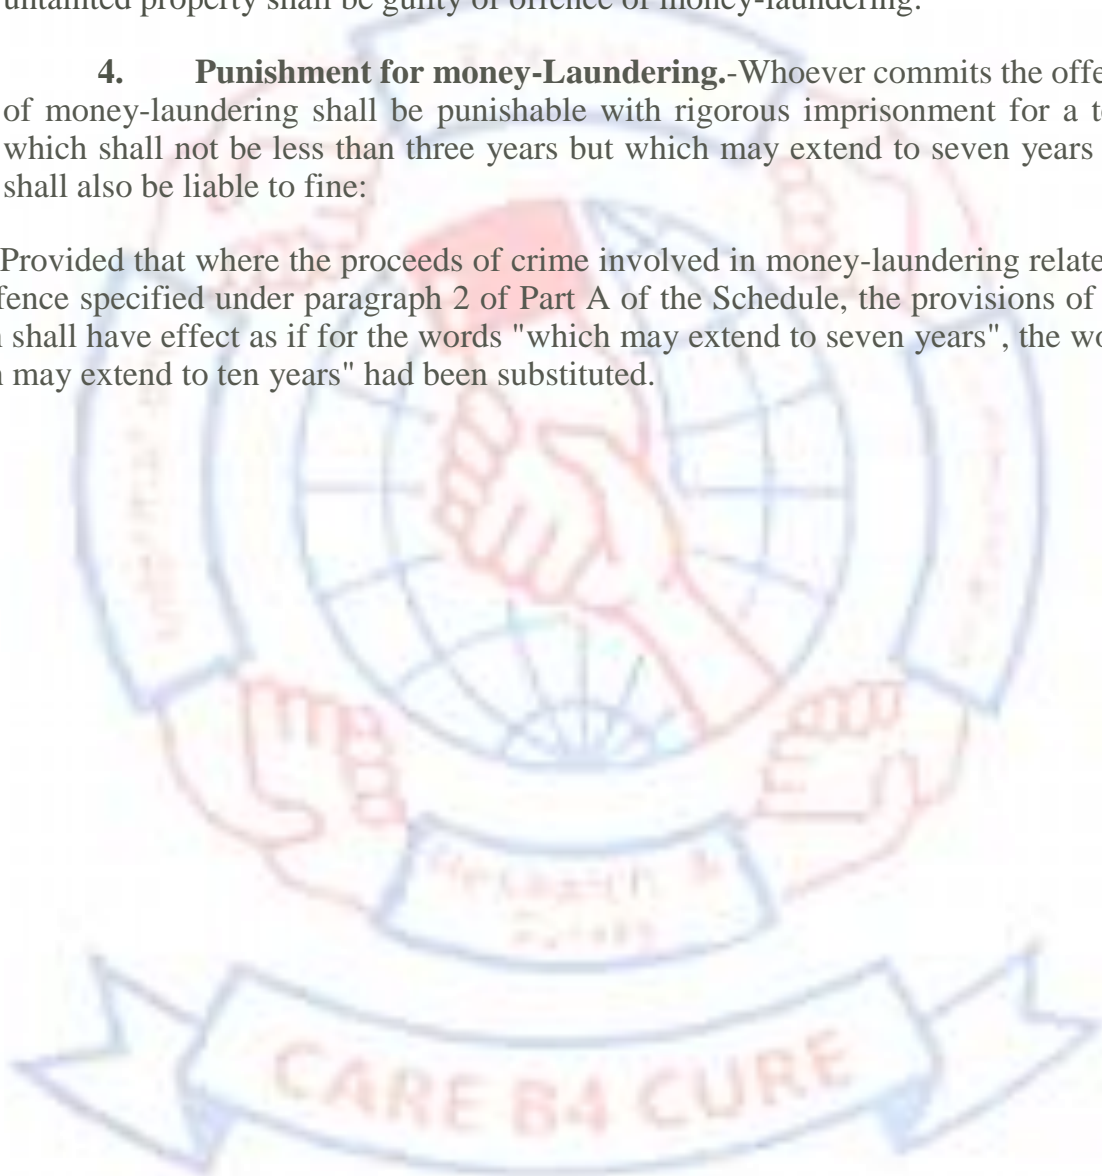 untainted property shall be guilty of offence of money-laundering.
4. Punishment for money-Laundering.-Whoever commits the offe
of money-laundering shall be punishable with rigorous imprisonment for a t
which shall not be less than three years but which may extend to seven years
shall also be liable to fine:
Provided that where the proceeds of crime involved in money-laundering relate
fence specified under paragraph 2 of Part A of the Schedule, the provisions of
shall have effect as if for the words "which may extend to seven years", the wo
may extend to ten years" had been substituted.
Research &
CARE B4 CURE